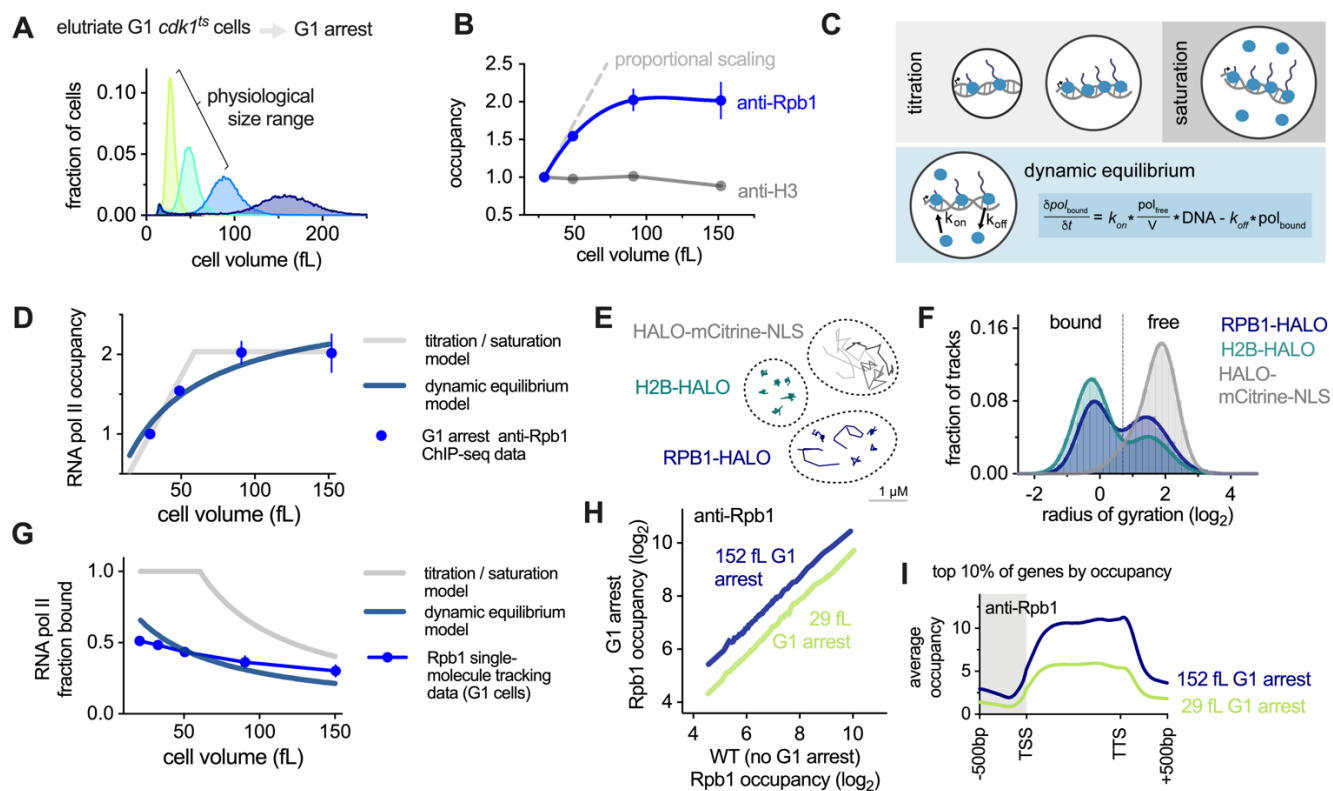 A
elutriate G1 cdk1ts cells
G1 arrest
fraction of cells
0.10
0.05
0.00
physiological
size range
0
100
200
cell volume (fL)
B
occupancy
2.5
2.0
1.5
1.0
0.5
proportional scaling
anti-Rpb1
anti-H3
50
100
150
cell volume (fL)
C
titration
saturation
dynamic equilibrium
kon
koff
δpolbound
δt
= kon*
polfree
V
* DNA - koff* polbound
D
RNA pol II occupancy
2
1
50
100
150
cell volume (fL)
titration / saturation
model
dynamic equilibrium
model
G1 arrest anti-Rpb1
ChIP-seq data
E
HALO-mCitrine-NLS
H2B-HALO
RPB1-HALO
1 µM
F
fraction of tracks
0.16
0.08
0.00
bound
free
RPB1-HALO
H2B-HALO
HALO-
mCitrine-NLS
-2
0
2
4
radius of gyration (log2)
G
RNA pol II
fraction bound
1.0
0.5
0.0
0
50
100
150
cell volume (fL)
titration / saturation
model
dynamic equilibrium
model
Rpb1 single-
molecule tracking
data (G1 cells)
H
G1 arrest
Rpb1 occupancy (log2)
10
8
6
4
anti-Rpb1
152 fL G1
arrest
29 fL
G1 arrest
4
6
8
10
WT (no G1 arrest)
Rpb1 occupancy (log2)
I
top 10% of genes by occupancy
average
occupancy
10
5
0
anti-Rpb1
152 fL G1 arrest
29 fL G1 arrest
-500bp
TSS
TTS
+500bp